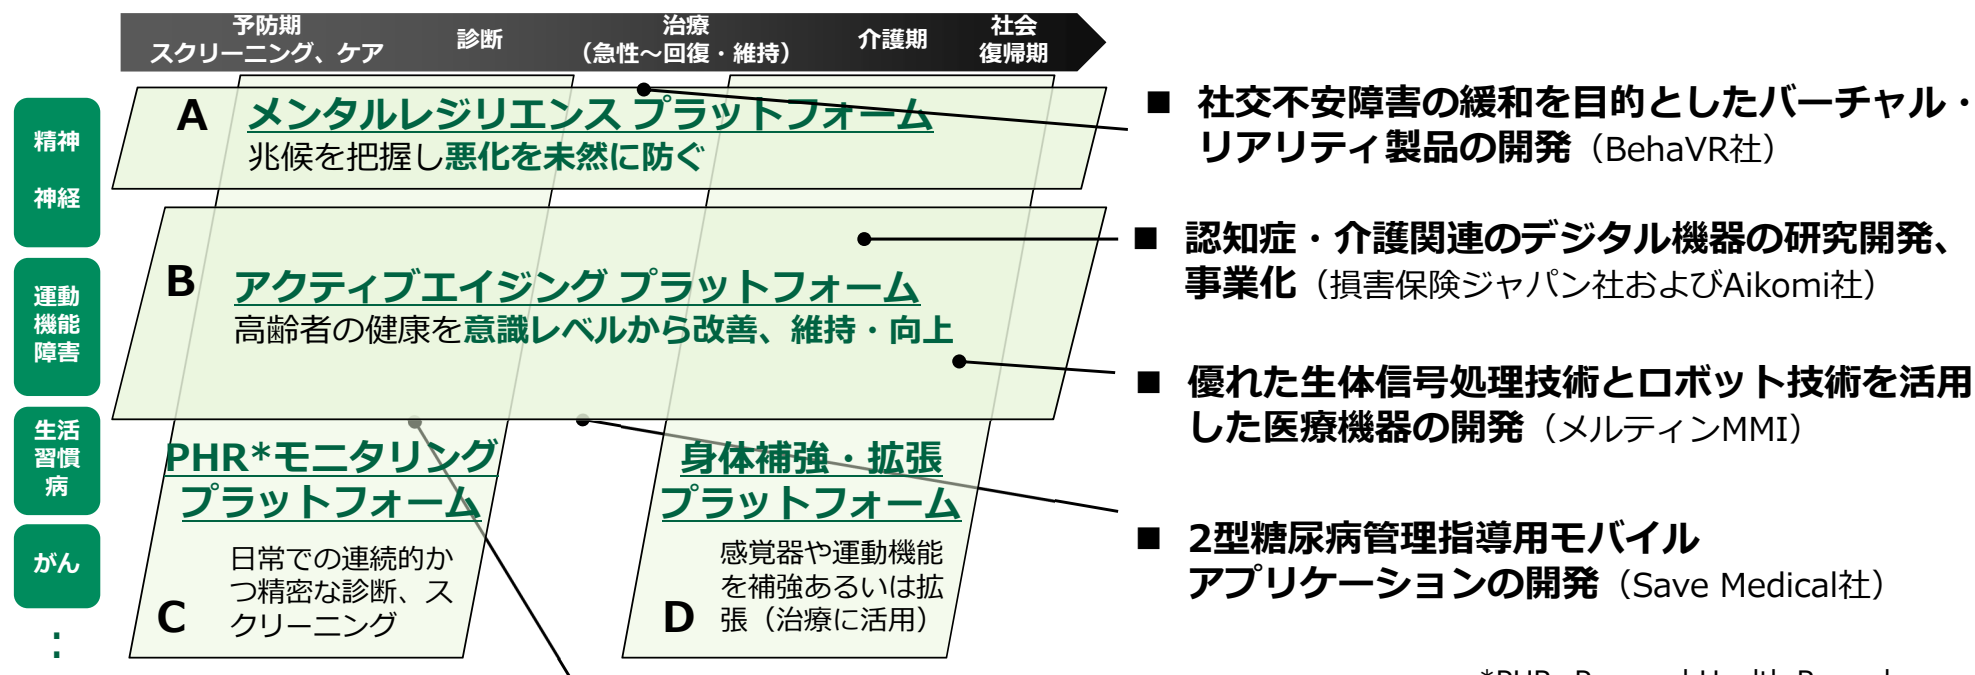 予防期
スクリーニング、ケア
診断
治療
（急性～回復・維持）
介護期
社会
復帰期
精神
神経
運動
機能
障害
生活
習慣
病
がん
：
A
メンタルレジリエンス プラットフォーム
兆候を把握し悪化を未然に防ぐ
B
アクティブエイジング プラットフォーム
高齢者の健康を意識レベルから改善、維持・向上
PHR*モニタリング
プラットフォーム
C
日常での連続的か
つ精密な診断、ス
クリーニング
身体補強・拡張
プラットフォーム
D
感覚器や運動機能
を補強あるいは拡
張（治療に活用）
■ 社交不安障害の緩和を目的としたバーチャル・
リアリティ製品の開発（BehaVR社）
■ 認知症・介護関連のデジタル機器の研究開発、
事業化（損害保険ジャパン社およびAikomi社）
■ 優れた生体信号処理技術とロボット技術を活用
した医療機器の開発（メルティンMMI）
■ 2型糖尿病管理指導用モバイル
アプリケーションの開発（Save Medical社）